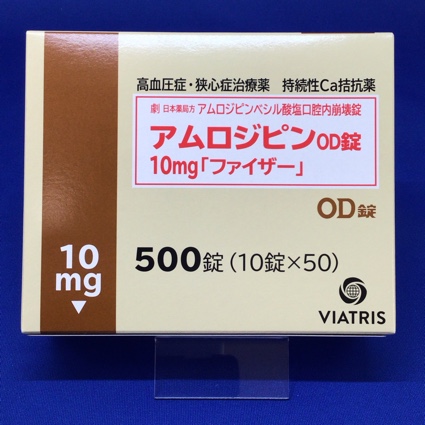 高血圧症・狭心症治療薬 持続性Ca拮抗薬
劇 日本薬局方 アムロジピンベシル酸塩口腔内崩壊錠
アムロジピンOD錠
10mg「ファイザー」
OD錠
10
mg
500錠(10錠×50)
VIATRIS